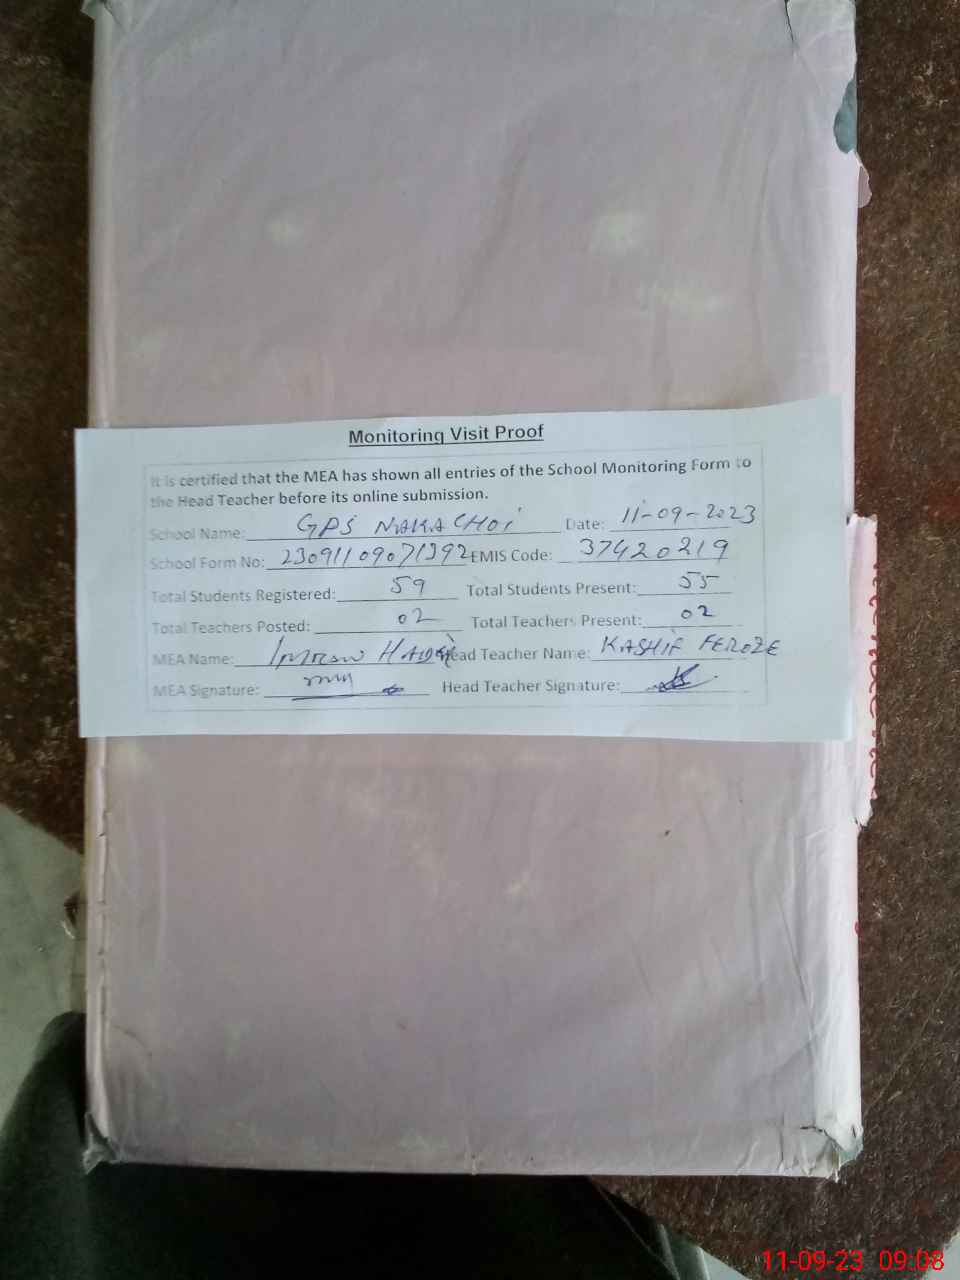 Monitoring Visit Proof
It is certified that the MEA has shown all entries of the School Monitoring Form to
the Head Teacher before its online submission.
School Name: GPS NAKA CHOI Date: 11-09-2023
School Form No: 23091109071392 EMIS Code: 37420219
Total Students Registered: 59 Total Students Present: 55
Total Teachers Posted: 02 Total Teachers Present: 02
MEA Name: Imran Head Teacher Name: KASHIF FEROZE
MEA Signature: Head Teacher Signature:
11-09-23 09:08